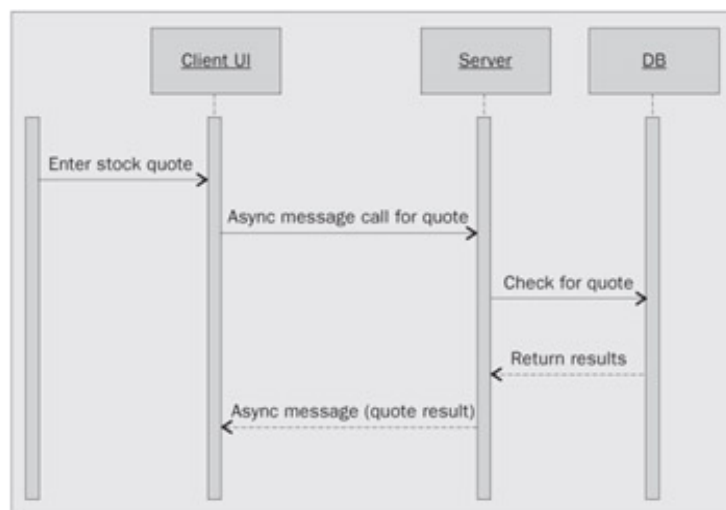 Client UI
Server
DB
Enter stock quote
Async message call for quote
Check for quote
Return results
Async message (quote result)